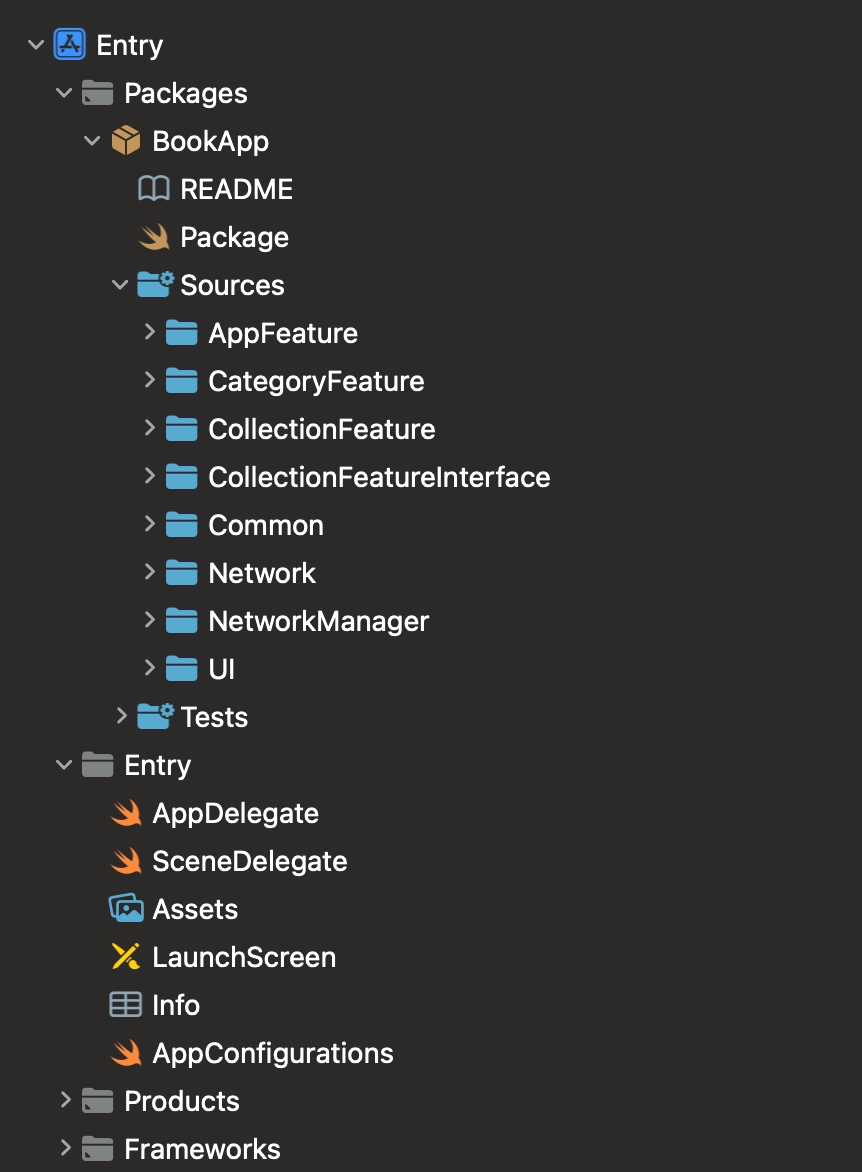 Entry
Packages
BookApp
README
Package
Sources
AppFeature
CategoryFeature
CollectionFeature
CollectionFeatureInterface
Common
Network
NetworkManager
UI
Tests
Entry
AppDelegate
SceneDelegate
Assets
LaunchScreen
Info
AppConfigurations
Products
Frameworks